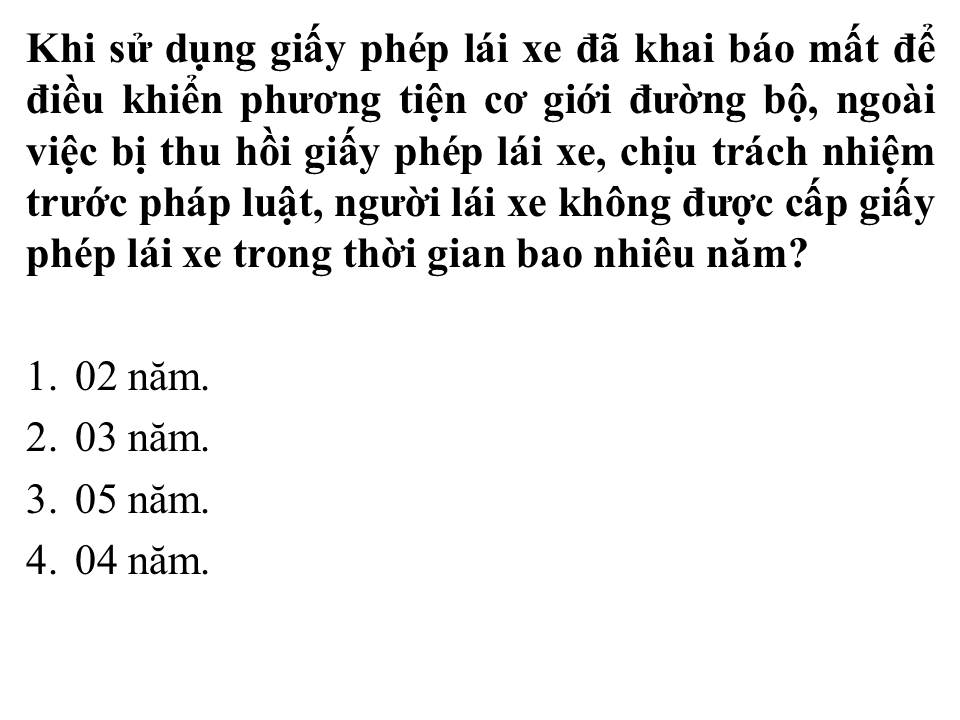 Khi sử dụng giấy phép lái xe đã khai báo mất để
điều khiển phương tiện cơ giới đường bộ, ngoài
việc bị thu hồi giấy phép lái xe, chịu trách nhiệm
trước pháp luật, người lái xe không được cấp giấy
phép lái xe trong thời gian bao nhiêu năm?
1. 02 năm.
2. 03 năm.
3. 05 năm.
4. 04 năm.